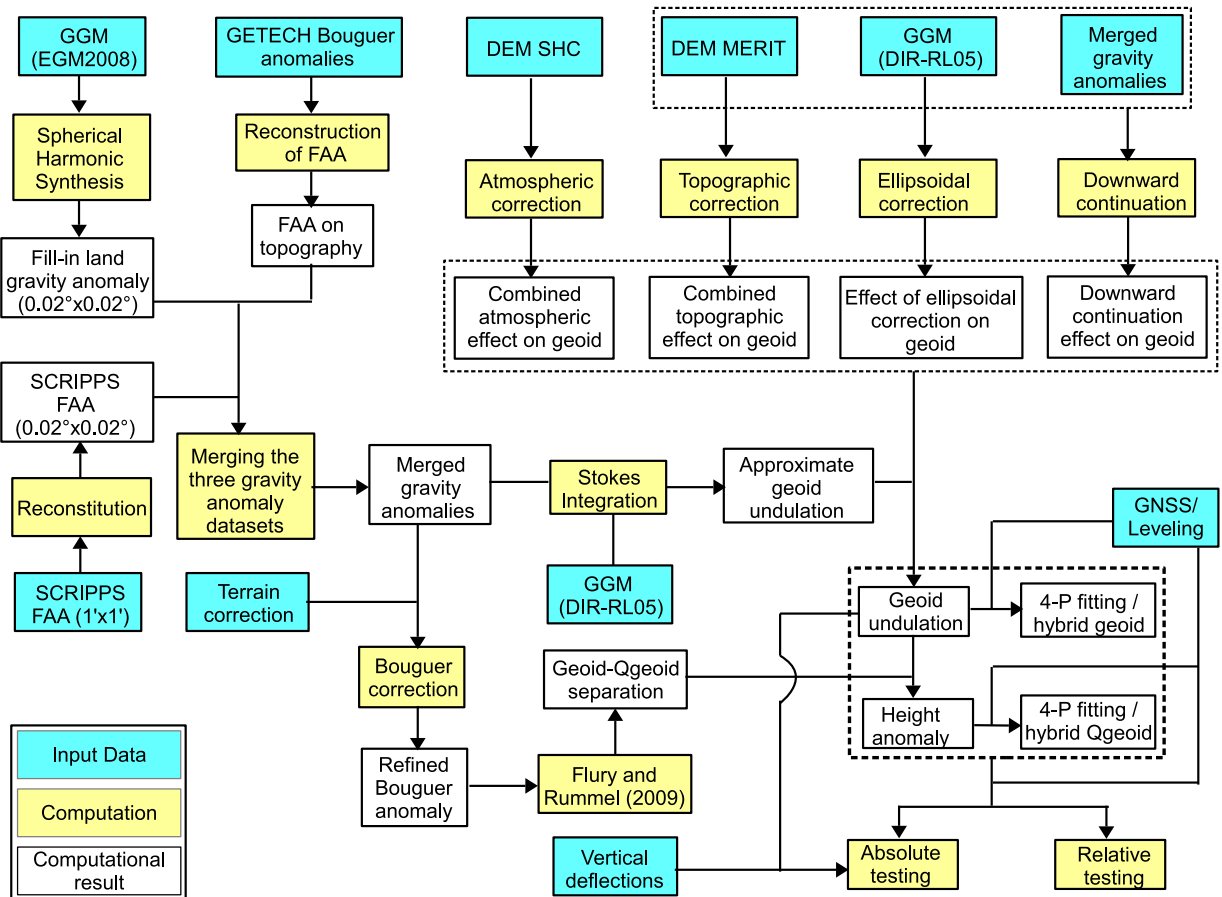 GGM
(EGM2008)
GETECH Bouguer
anomalies
DEM SHC
DEM MERIT
GGM
(DIR-RL05)
Merged
gravity
anomalies
Spherical
Harmonic
Synthesis
Reconstruction
of FAA
Atmospheric
correction
Topographic
correction
Ellipsoidal
correction
Downward
continuation
Fill-in land
gravity anomaly
(0.02°x0.02°)
FAA on
topography
Combined
atmospheric
effect on geoid
Combined
topographic
effect on geoid
Effect of ellipsoidal
correction on
geoid
Downward
continuation
effect on geoid
SCRIPPS
FAA
(0.02°x0.02°)
Merging the
three gravity
anomaly
datasets
Merged
gravity
anomalies
Stokes
Integration
Approximate
geoid
undulation
Reconstitution
GNSS/
Leveling
SCRIPPS
FAA (1'x1')
Terrain
correction
GGM
(DIR-RL05)
Geoid
undulation
4-P fitting /
hybrid geoid
Bouguer
correction
Geoid-Qgeoid
separation
Height
anomaly
4-P fitting /
hybrid Qgeoid
Refined
Bouguer
anomaly
Flury and
Rummel (2009)
Vertical
deflections
Absolute
testing
Relative
testing
Input Data
Computation
Computational
result